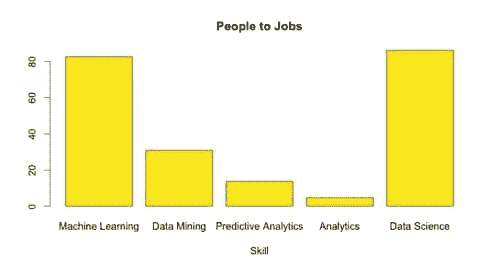 People to Jobs
80
60
40
20
0
Machine Learning Data Mining Predictive Analytics Analytics Data Science
Skill